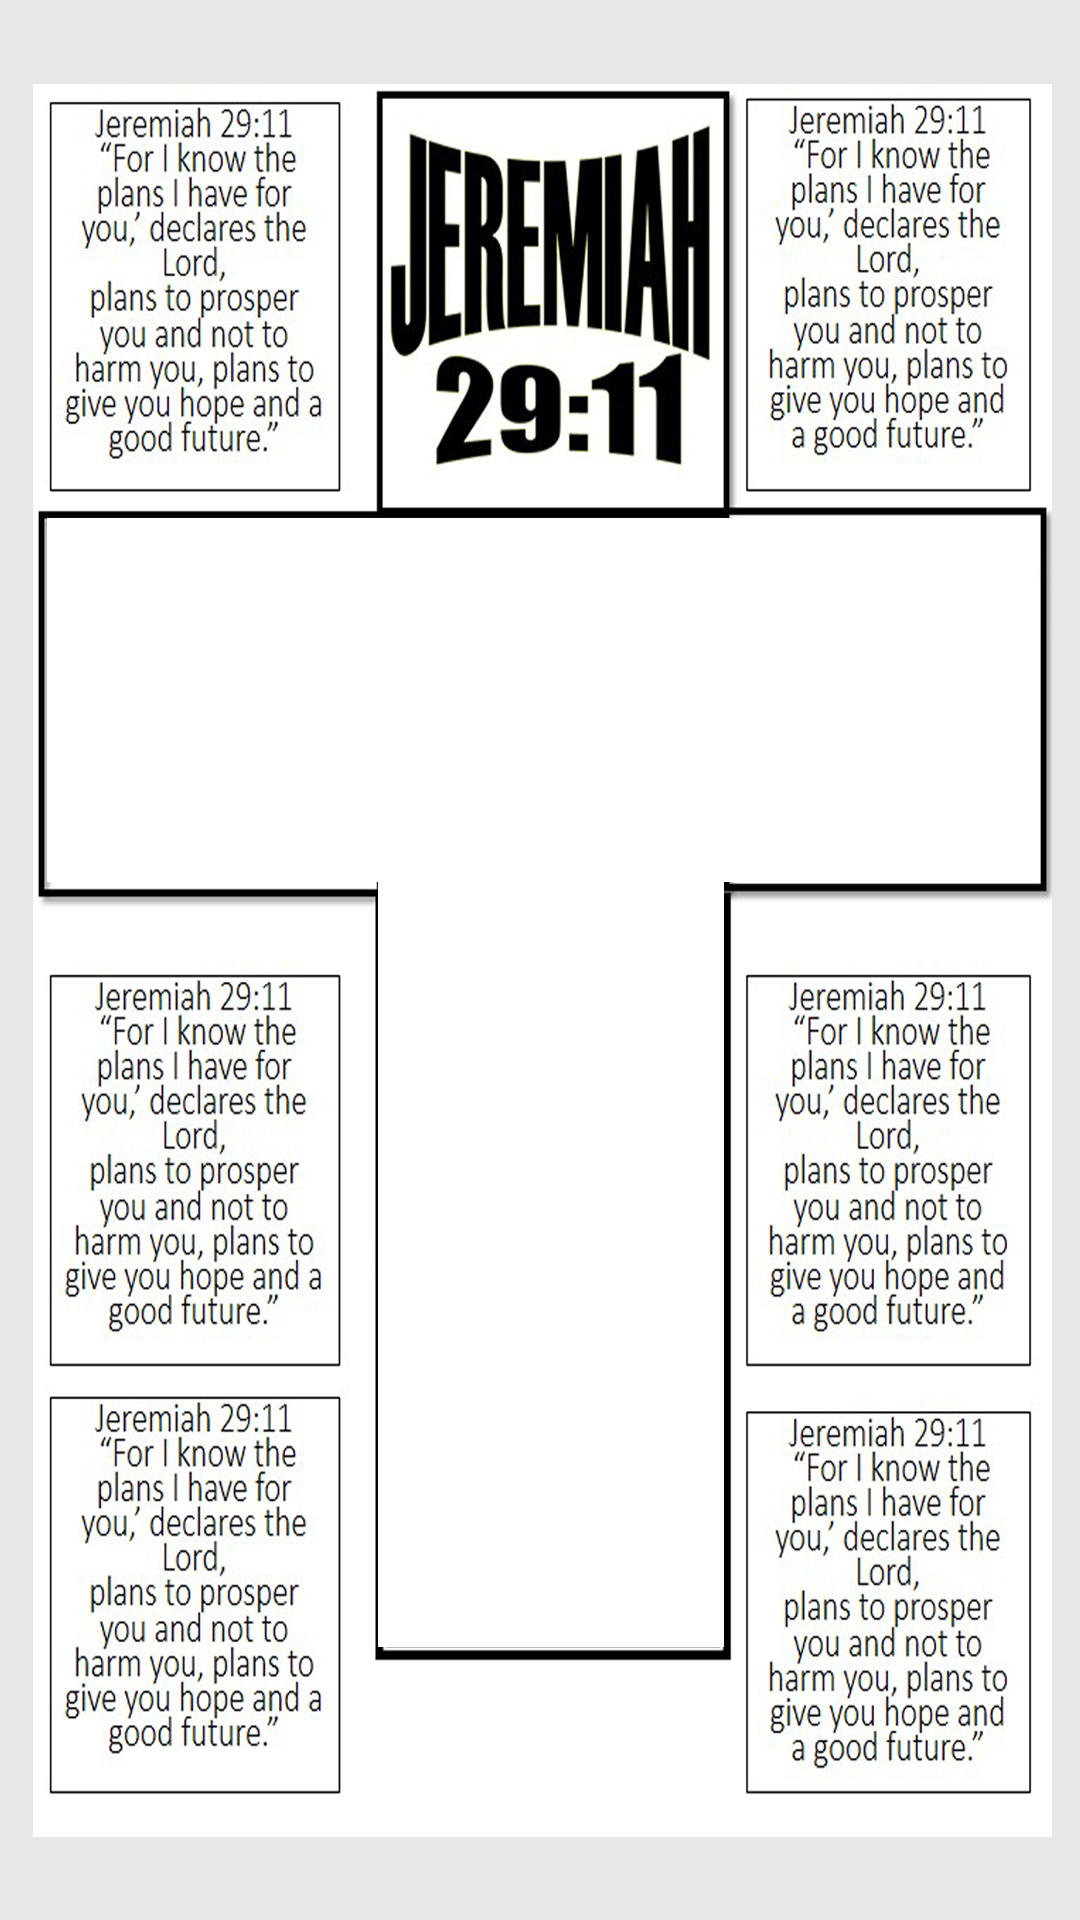 Jeremiah 29:11
“For I know the
plans I have for
you,’ declares the
Lord,
plans to prosper
you and not to
harm you, plans to
give you hope and a
good future.”
JEREMIAH
29:11
Jeremiah 29:11
“For I know the
plans I have for
you,’ declares the
Lord,
plans to prosper
you and not to
harm you, plans to
give you hope and
a good future.”
Jeremiah 29:11
“For I know the
plans I have for
you,’ declares the
Lord,
plans to prosper
you and not to
harm you, plans to
give you hope and a
good future.”
Jeremiah 29:11
“For I know the
plans I have for
you,’ declares the
Lord,
plans to prosper
you and not to
harm you, plans to
give you hope and
a good future.”
Jeremiah 29:11
“For I know the
plans I have for
you,’ declares the
Lord,
plans to prosper
you and not to
harm you, plans to
give you hope and a
good future.”
Jeremiah 29:11
“For I know the
plans I have for
you,’ declares the
Lord,
plans to prosper
you and not to
harm you, plans to
give you hope and
a good future.”